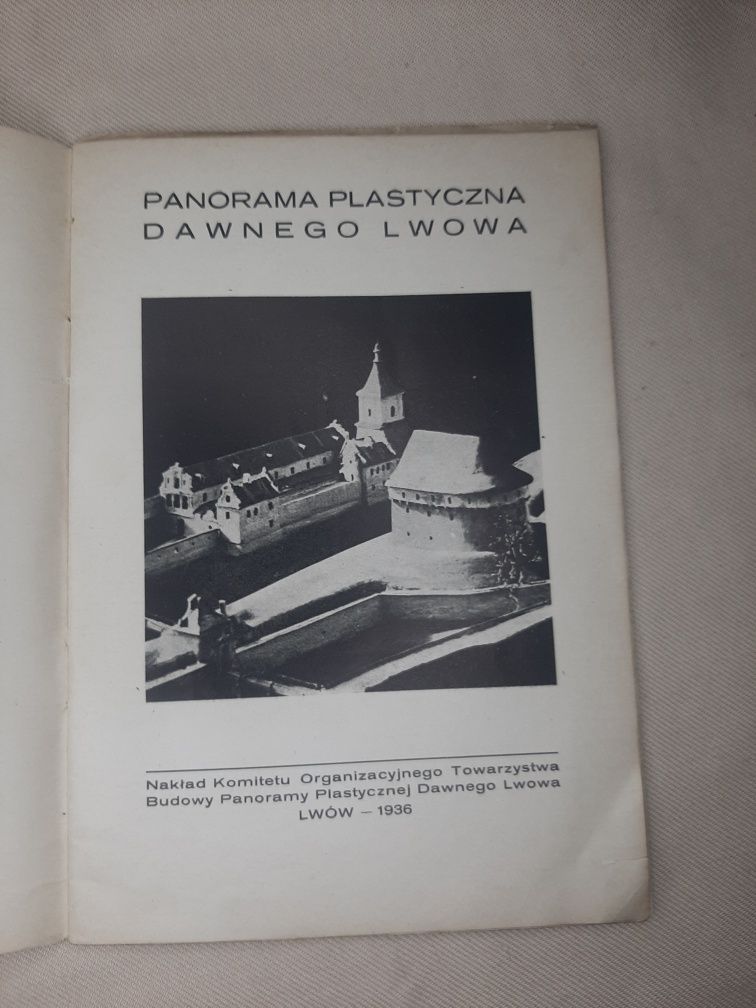 PANORAMA PLASTYCZNA
DAWNEGO LWOWA
Nakład Komitetu Organizacyjnego Towarzystwa
Budowy Panoramy Plastycznej Dawnego Lwowa
LWÓW – 1936